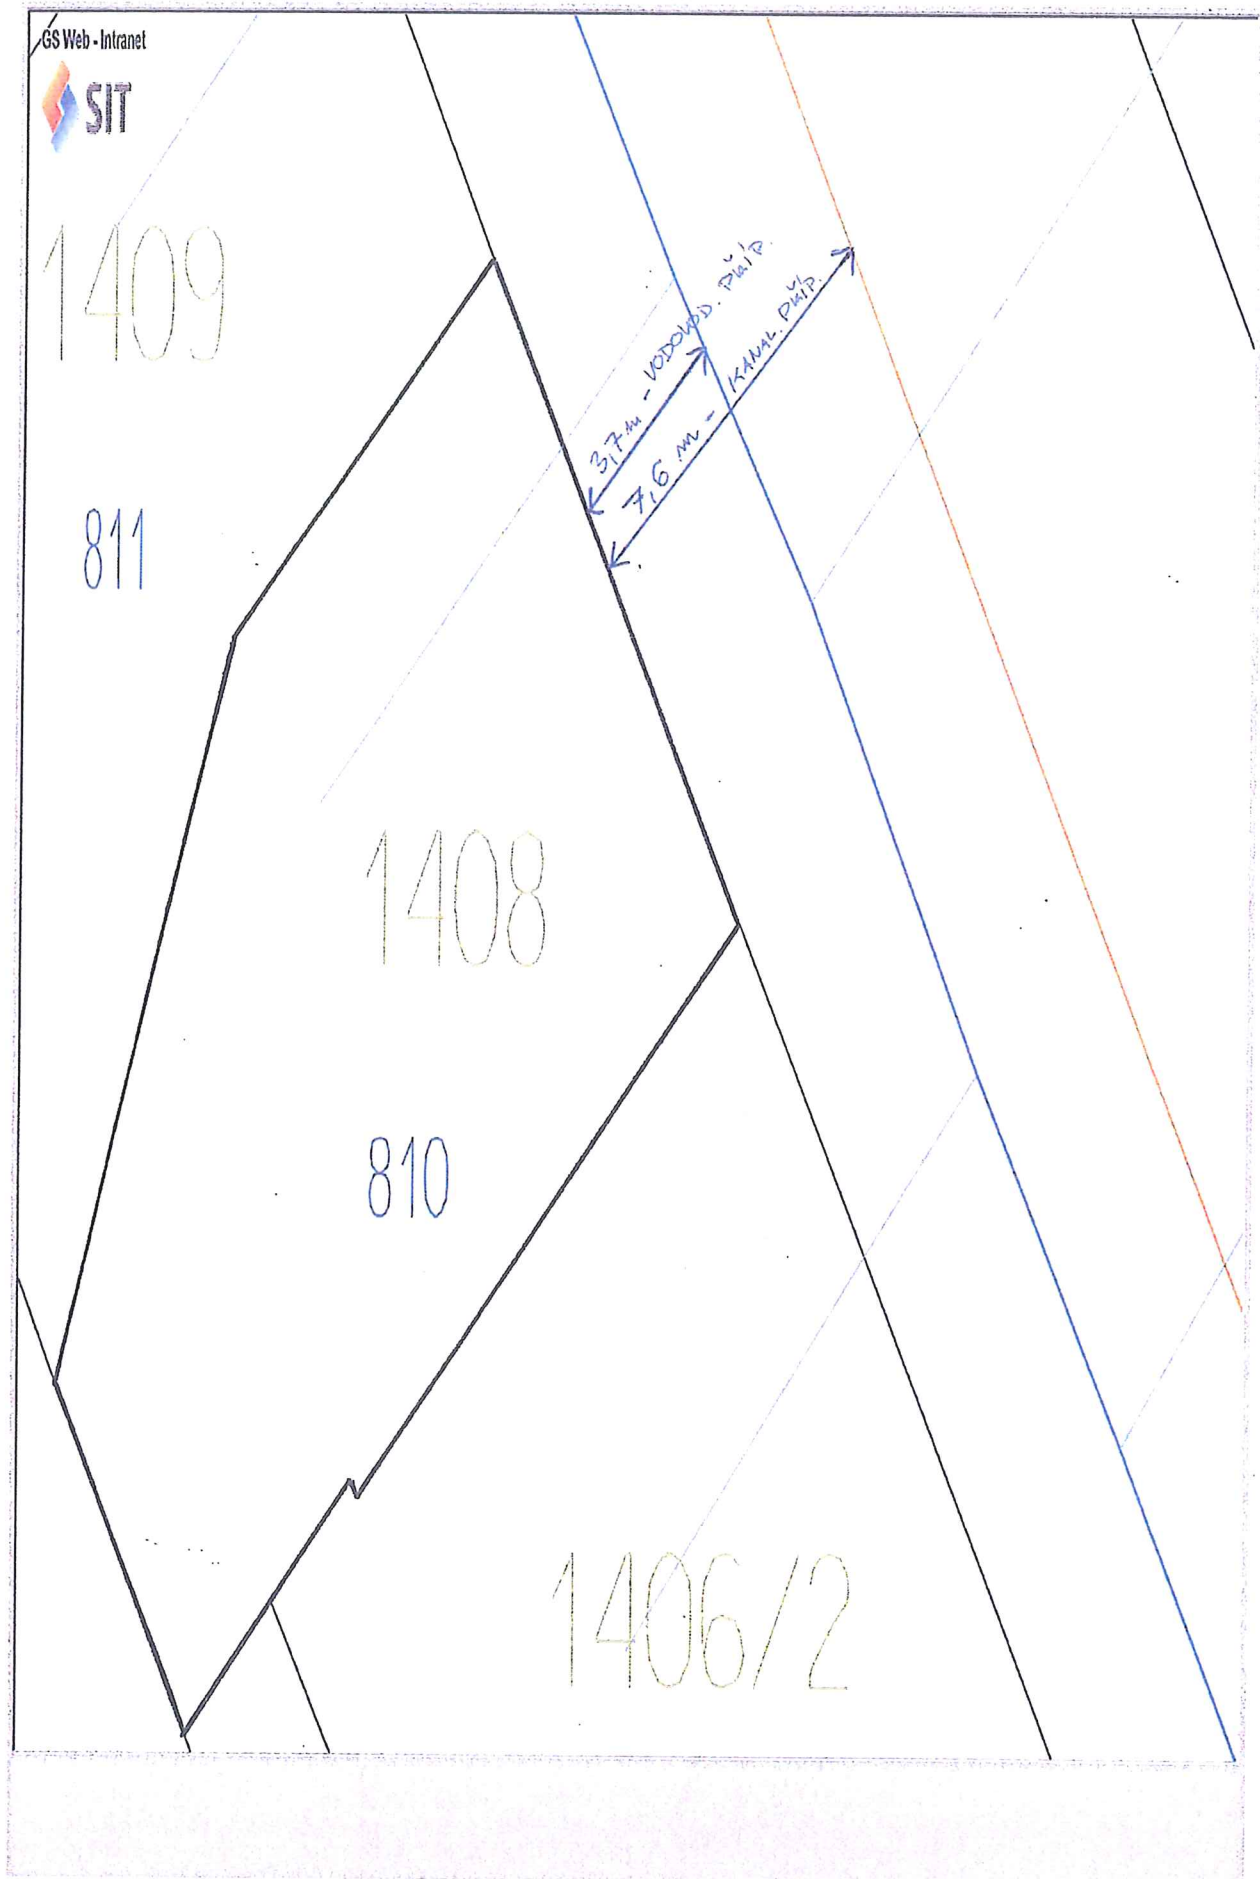 GS Web - Intranet
SIT
1409
3,7 m - VODOVOD. PŘÍP.
7,6 m - KANAL. PŘÍP.
811
1408
810
1406/2